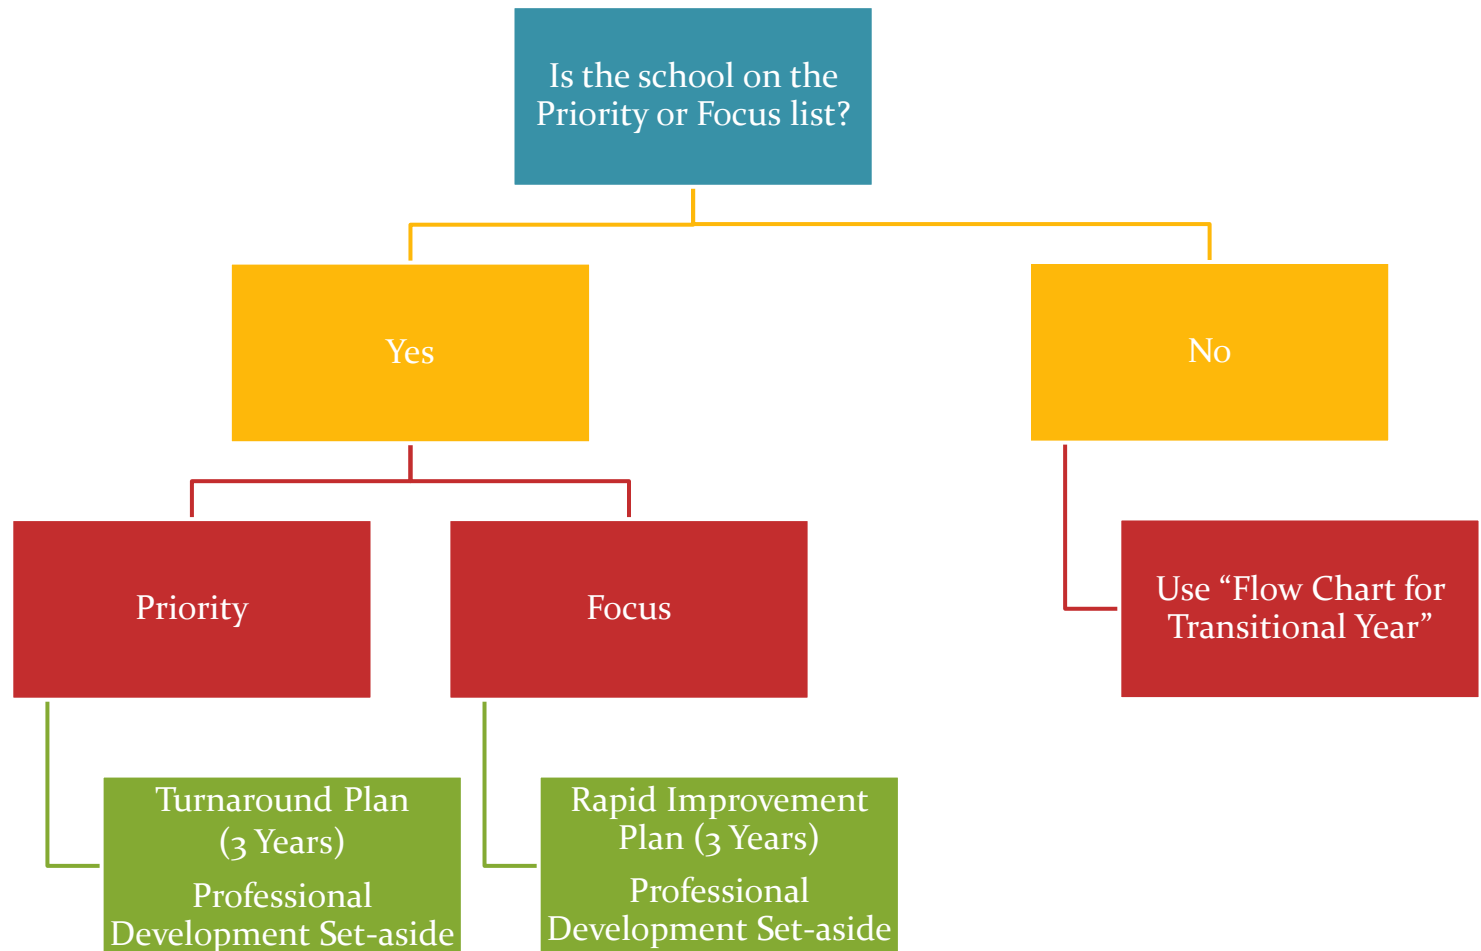 Is the school on the
Priority or Focus list?
Yes
No
Priority
Focus
Use “Flow Chart for
Transitional Year”
Turnaround Plan
(3 Years)
Professional
Development Set-aside
Rapid Improvement
Plan (3 Years)
Professional
Development Set-aside